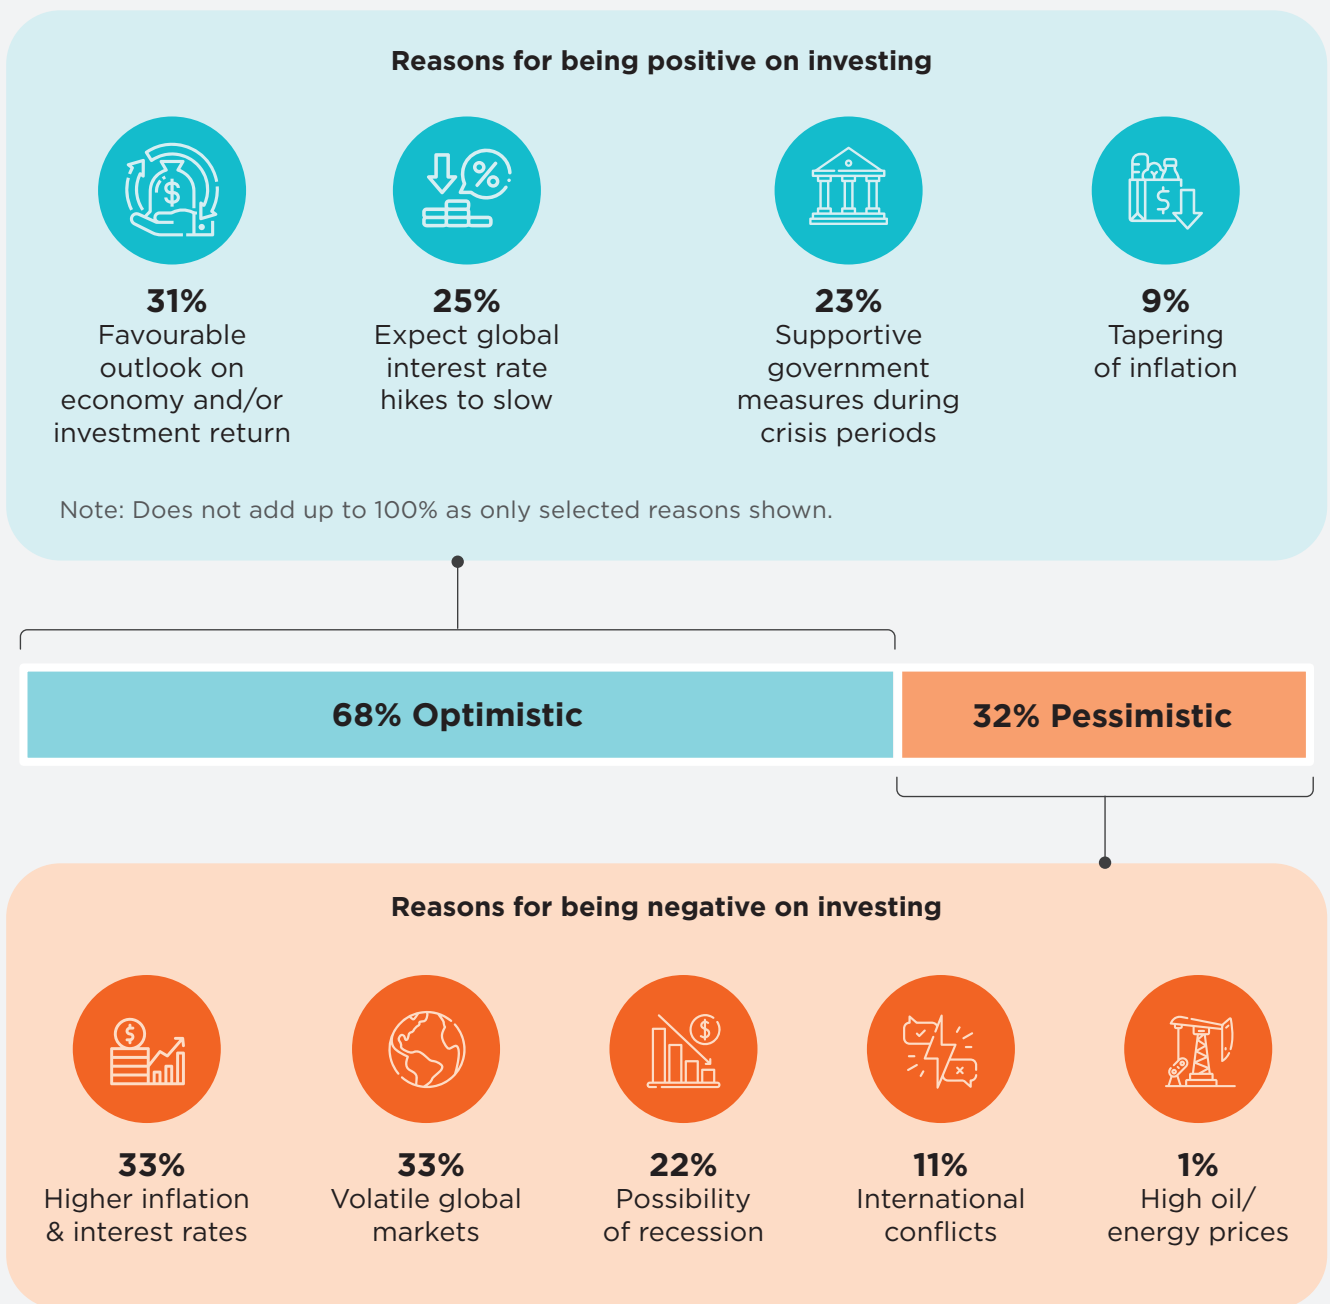 Reasons for being positive on investing
31%
Favourable
outlook on
economy and/or
investment return
25%
Expect global
interest rate
hikes to slow
23%
Supportive
government
measures during
crisis periods
9%
Tapering
of inflation
Note: Does not add up to 100% as only selected reasons shown.
68% Optimistic
32% Pessimistic
Reasons for being negative on investing
33%
Higher inflation
& interest rates
33%
Volatile global
markets
22%
Possibility
of recession
11%
International
conflicts
1%
High oil/
energy prices